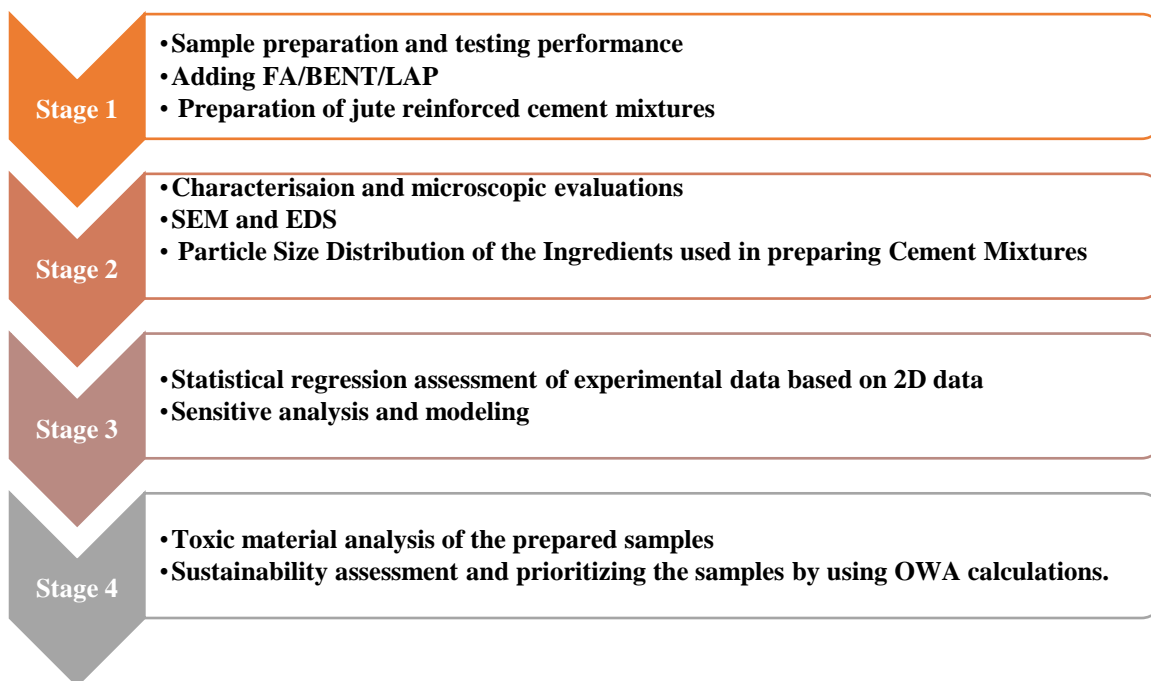 Stage 1
•Sample preparation and testing performance
•Adding FA/BENT/LAP
• Preparation of jute reinforced cement mixtures
Stage 2
•Characterisaion and microscopic evaluations
•SEM and EDS
• Particle Size Distribution of the Ingredients used in preparing Cement Mixtures
Stage 3
•Statistical regression assessment of experimental data based on 2D data
•Sensitive analysis and modeling
Stage 4
•Toxic material analysis of the prepared samples
•Sustainability assessment and prioritizing the samples by using OWA calculations.